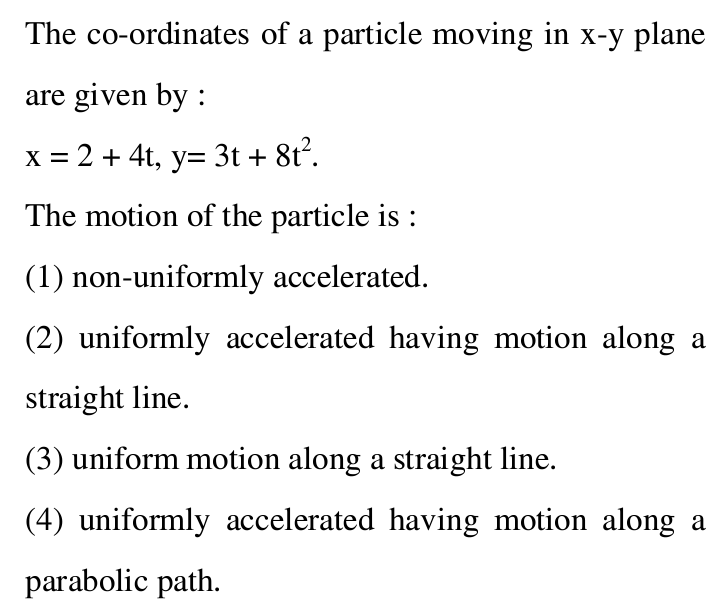 The co-ordinates of a particle moving in x-y plane
are given by :
x = 2 + 4t, y= 3t + 8t².
The motion of the particle is :
(1) non-uniformly accelerated.
(2) uniformly accelerated having motion along a
straight line.
(3) uniform motion along a straight line.
(4) uniformly accelerated having motion along a
parabolic path.